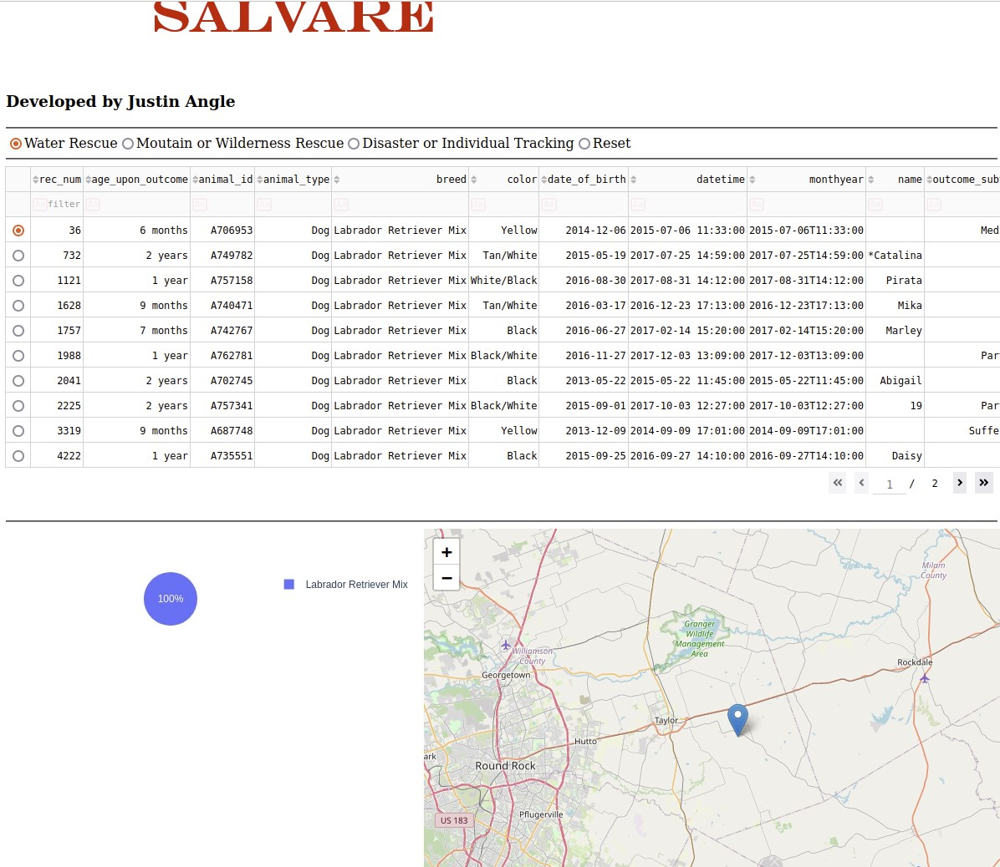 SALVARE
Developed by Justin Angle
Water Rescue Moutain or Wilderness Rescue Disaster or Individual Tracking Reset
rec_num age_upon_outcome animal_id animal_type breed color date_of_birth datetime monthyear name outcome_sub
Aa filter Aa Aa Aa Aa Aa Aa Aa Aa Aa Aa
36 6 months A706953 Dog Labrador Retriever Mix Yellow 2014-12-06 2015-07-06 11:33:00 2015-07-06T11:33:00 Med
732 2 years A749782 Dog Labrador Retriever Mix Tan/White 2015-05-19 2017-07-25 14:59:00 2017-07-25T14:59:00 *Catalina
1121 1 year A757158 Dog Labrador Retriever Mix White/Black 2016-08-30 2017-08-31 14:12:00 2017-08-31T14:12:00 Pirata
1628 9 months A740471 Dog Labrador Retriever Mix Tan/White 2016-03-17 2016-12-23 17:13:00 2016-12-23T17:13:00 Mika
1757 7 months A742767 Dog Labrador Retriever Mix Black 2016-06-27 2017-02-14 15:20:00 2017-02-14T15:20:00 Marley
1988 1 year A762781 Dog Labrador Retriever Mix Black/White 2016-11-27 2017-12-03 13:09:00 2017-12-03T13:09:00 Par
2041 2 years A702745 Dog Labrador Retriever Mix Black 2013-05-22 2015-05-22 11:45:00 2015-05-22T11:45:00 Abigail
2225 2 years A757341 Dog Labrador Retriever Mix Black/White 2015-09-01 2017-10-03 12:27:00 2017-10-03T12:27:00 19 Par
3319 9 months A687748 Dog Labrador Retriever Mix Yellow 2013-12-09 2014-09-09 17:01:00 2014-09-09T17:01:00 Suffe
4222 1 year A735551 Dog Labrador Retriever Mix Black 2015-09-25 2016-09-27 14:10:00 2016-09-27T14:10:00 Daisy
« ‹ 1 / 2 › »
100%
Labrador Retriever Mix
+
−
Milam
County
Granger
Wildlife
Management
Area
Williamson
County
Rockdale
Georgetown
Taylor
Hutto
ark
Round Rock
Pflugerville
US 183